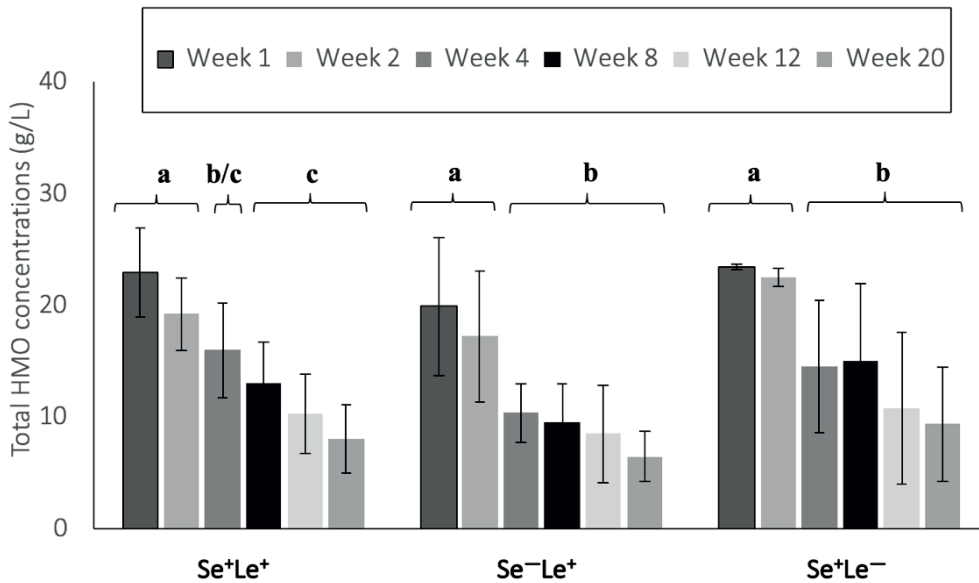 Week 1 Week 2 Week 4 Week 8 Week 12 Week 20
Total HMO concentrations (g/L)
40
30
20
10
0
a b/c c a b a b
Se⁺Le⁺ Se⁻Le⁺ Se⁺Le⁻